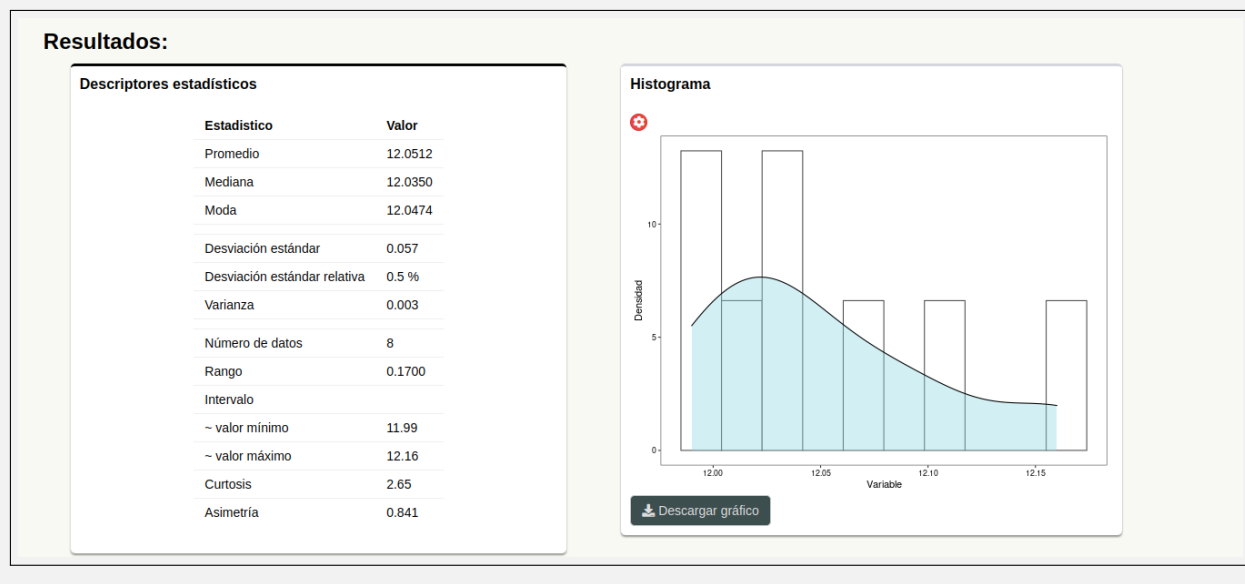 Resultados:
Descriptores estadísticos
Estadistico Valor
Promedio 12.0512
Mediana 12.0350
Moda 12.0474
Desviación estándar 0.057
Desviación estándar relativa 0.5 %
Varianza 0.003
Número de datos 8
Rango 0.1700
Intervalo
~ valor mínimo 11.99
~ valor máximo 12.16
Curtosis 2.65
Asimetría 0.841
Histograma
10
Densidad
5
0
12.00 12.05 12.10 12.15
Variable
Descargar gráfico